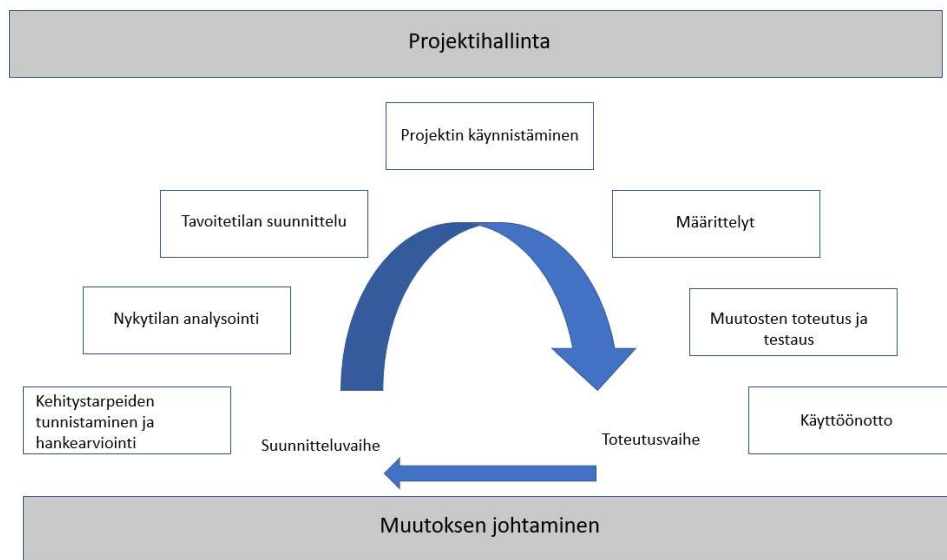 Projektihallinta
Projektin käynnistäminen
Tavoitetilan suunnittelu
Määrittelyt
Nykytilan analysointi
Muutosten toteutus ja
testaus
Kehitystarpeiden
tunnistaminen ja
hankearviointi
Käyttöönotto
Suunnitteluvaihe
Toteutusvaihe
Muutoksen johtaminen